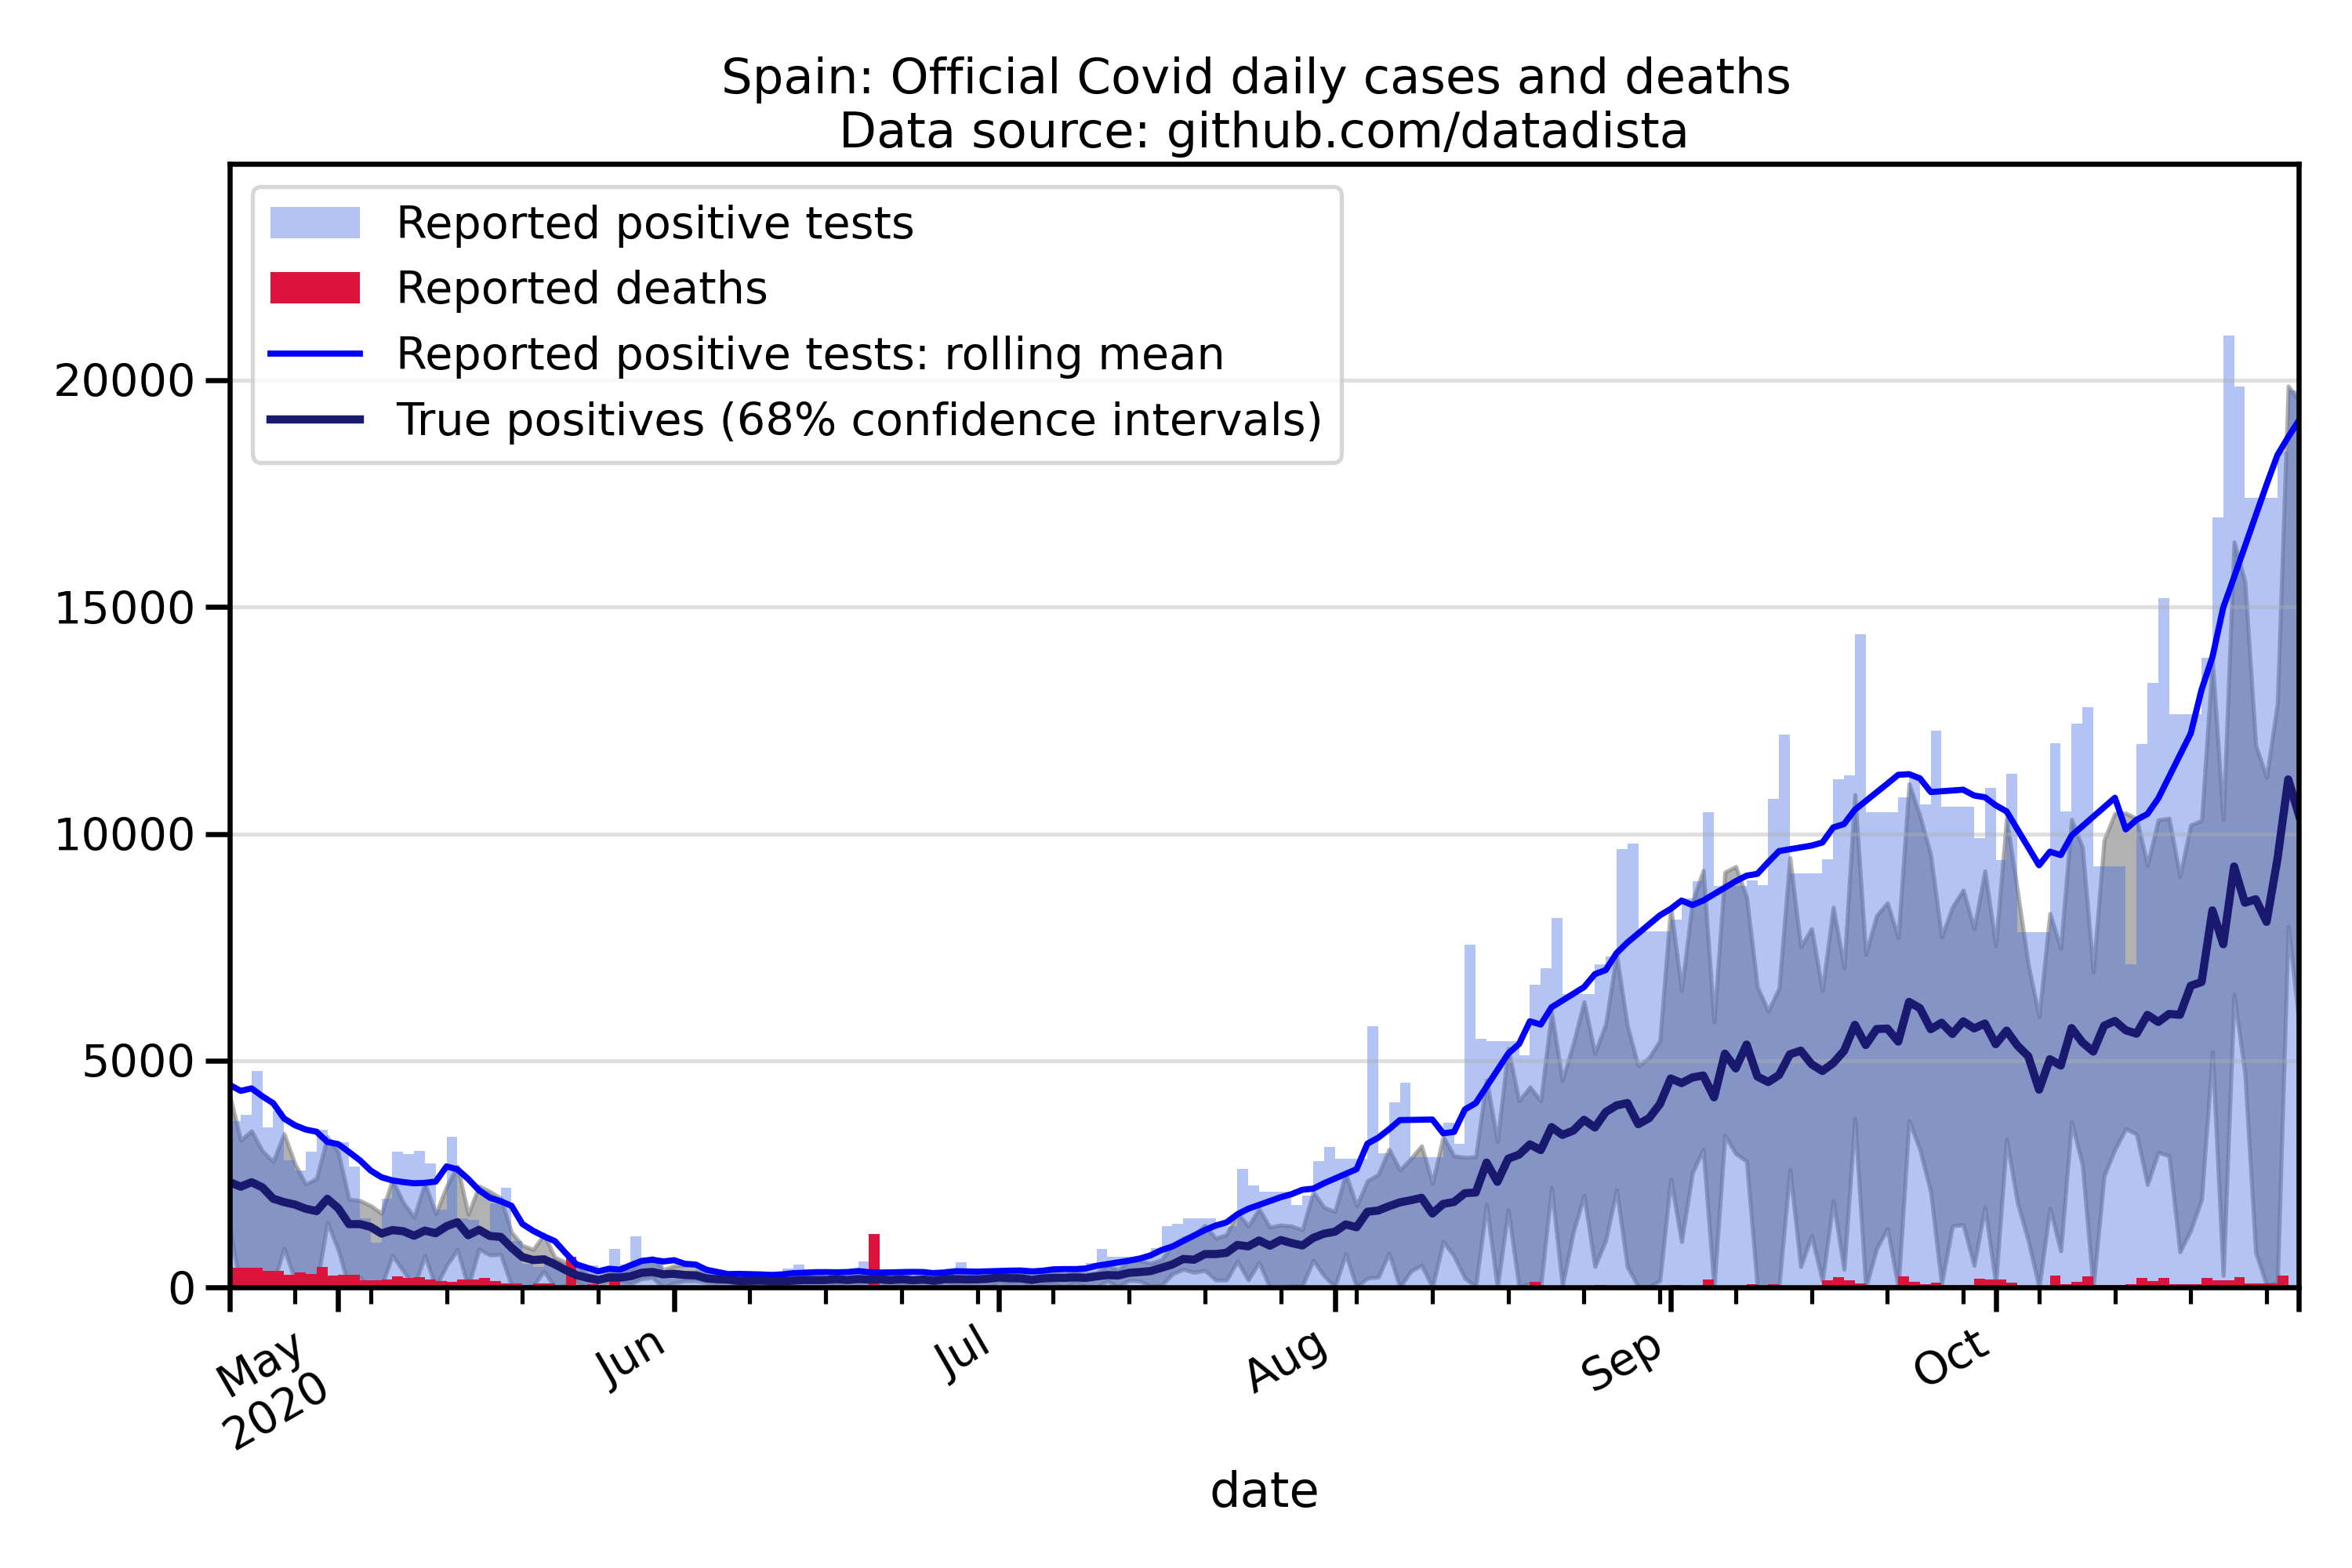 Spain: Official Covid daily cases and deaths
Data source: github.com/datadista
Reported positive tests
Reported deaths
Reported positive tests: rolling mean
True positives (68% confidence intervals)
20000
15000
10000
5000
0
May
2020
Jun
Jul
Aug
Sep
Oct
date